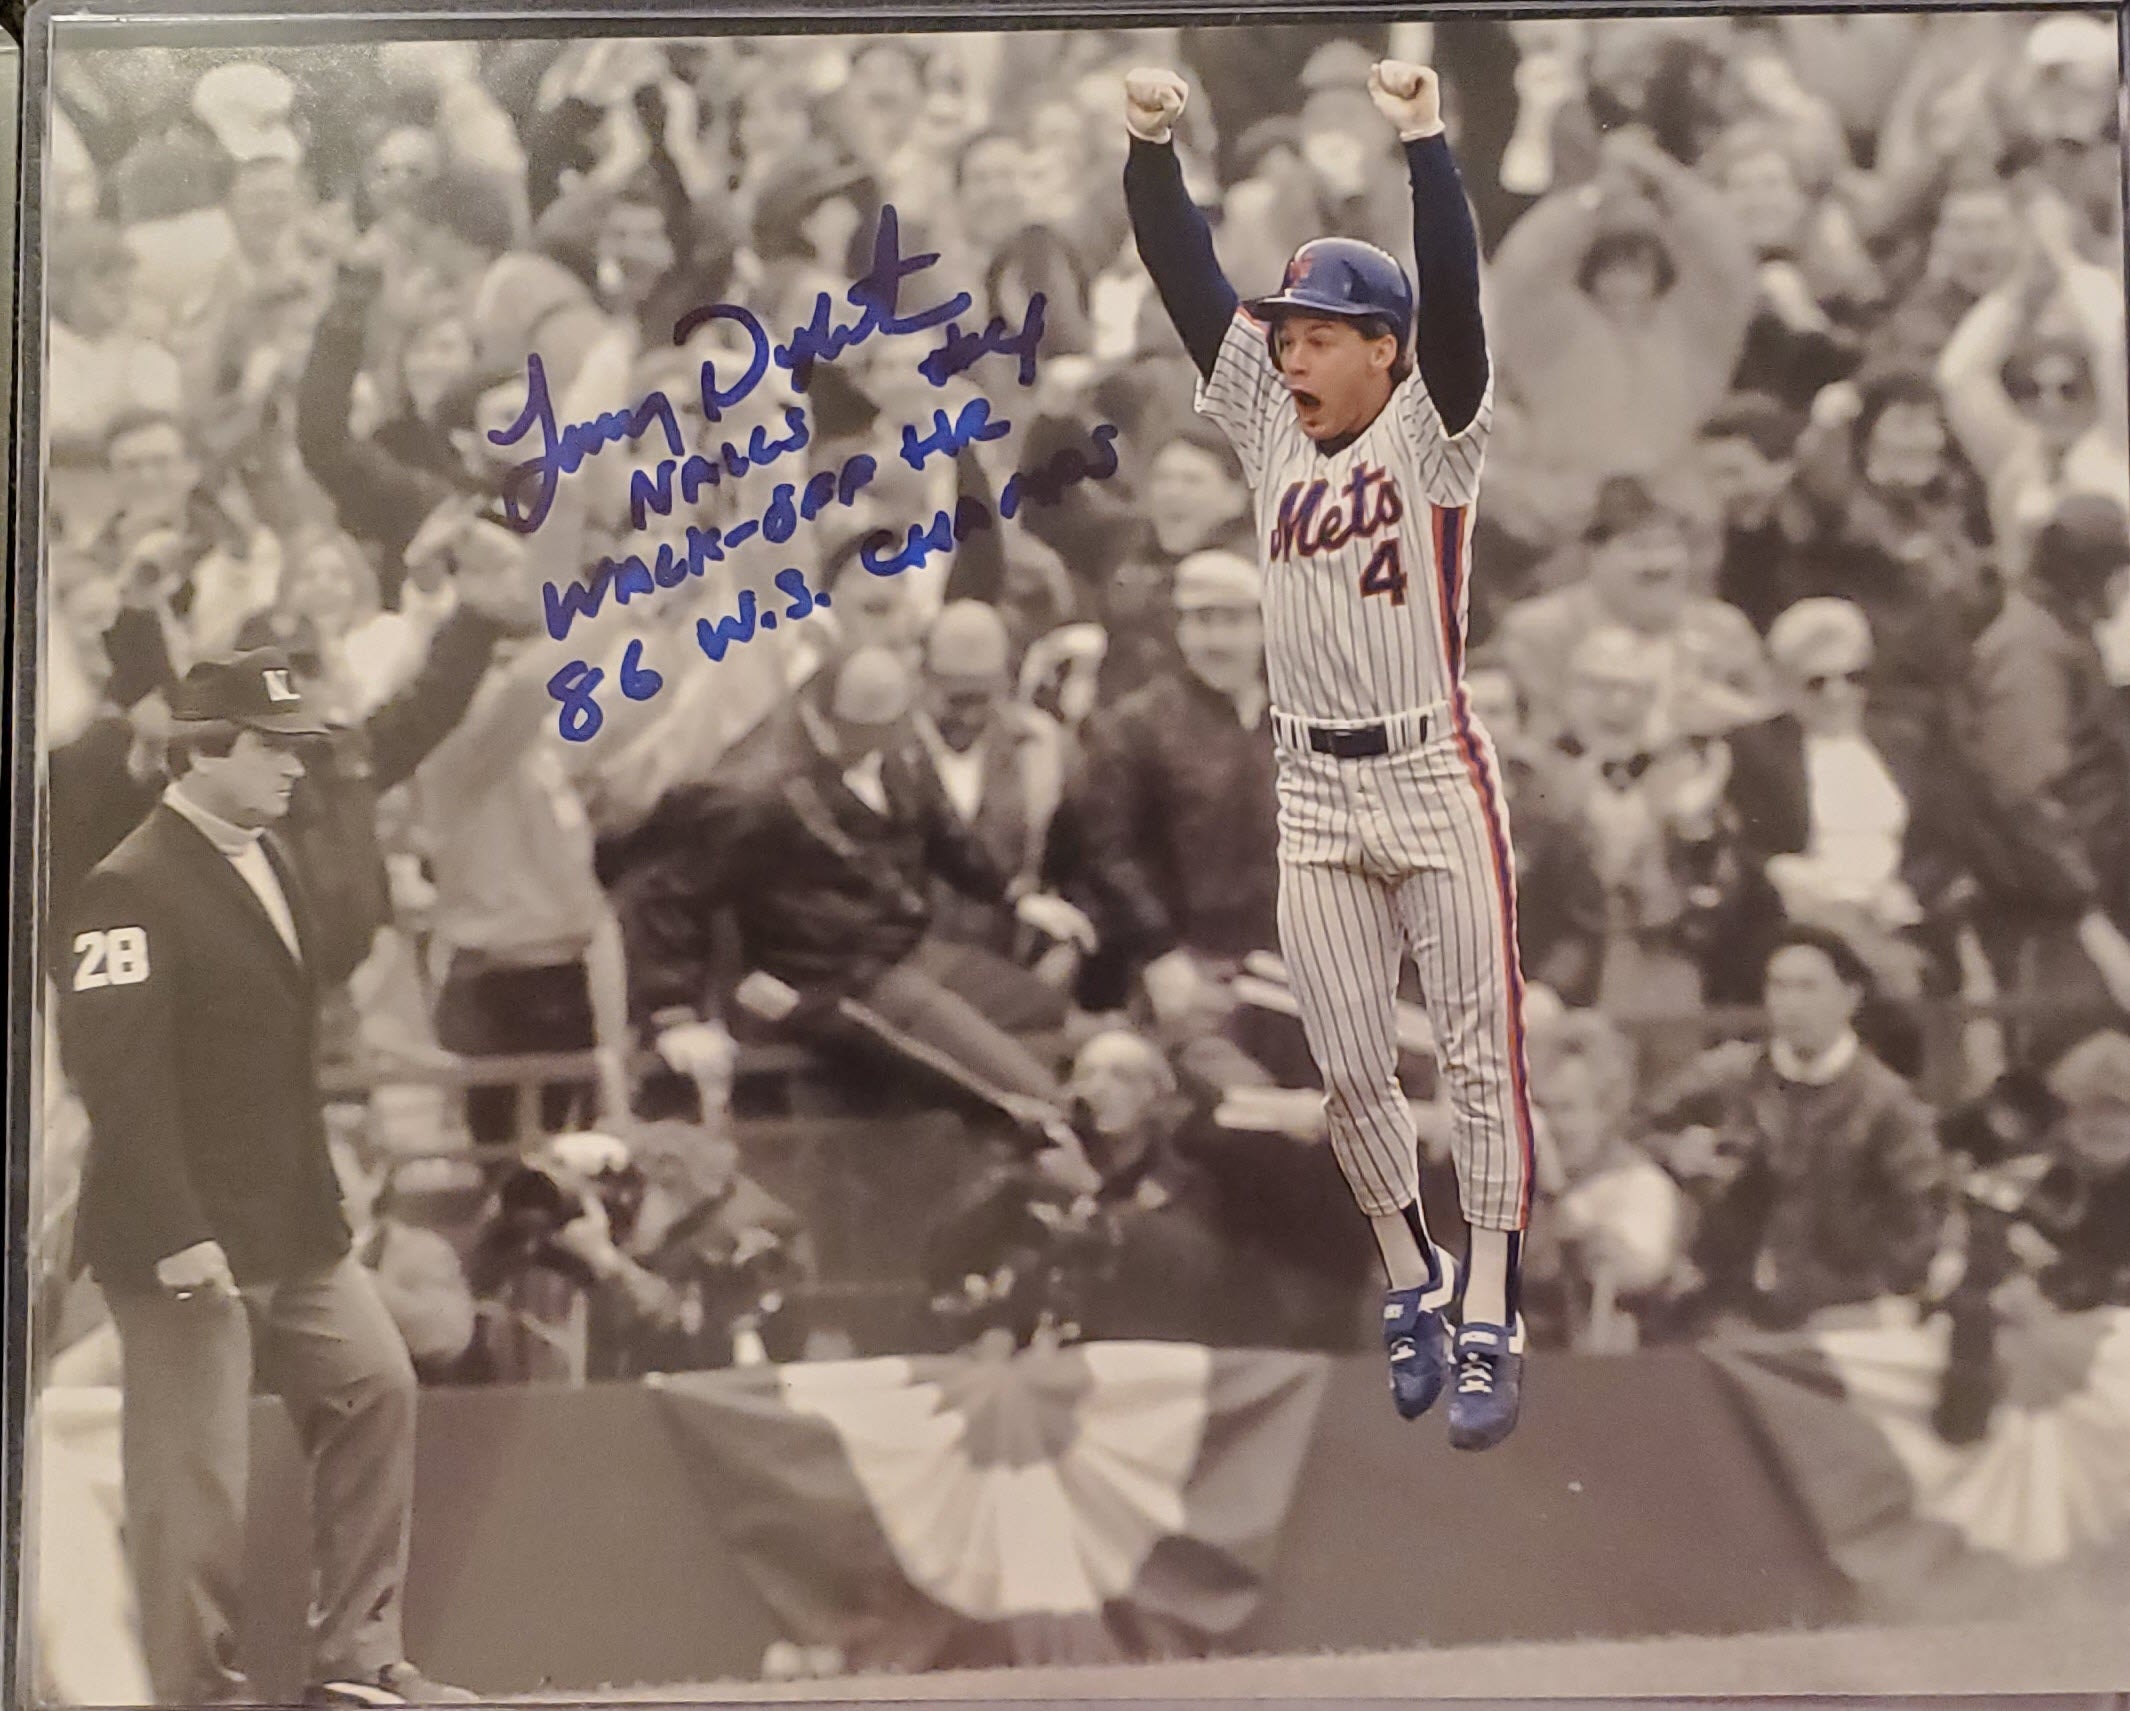 Lenny Dykstra
#4
NAILS
WALK-OFF HR
86 W.S. CHAMPS
Mets
4
28